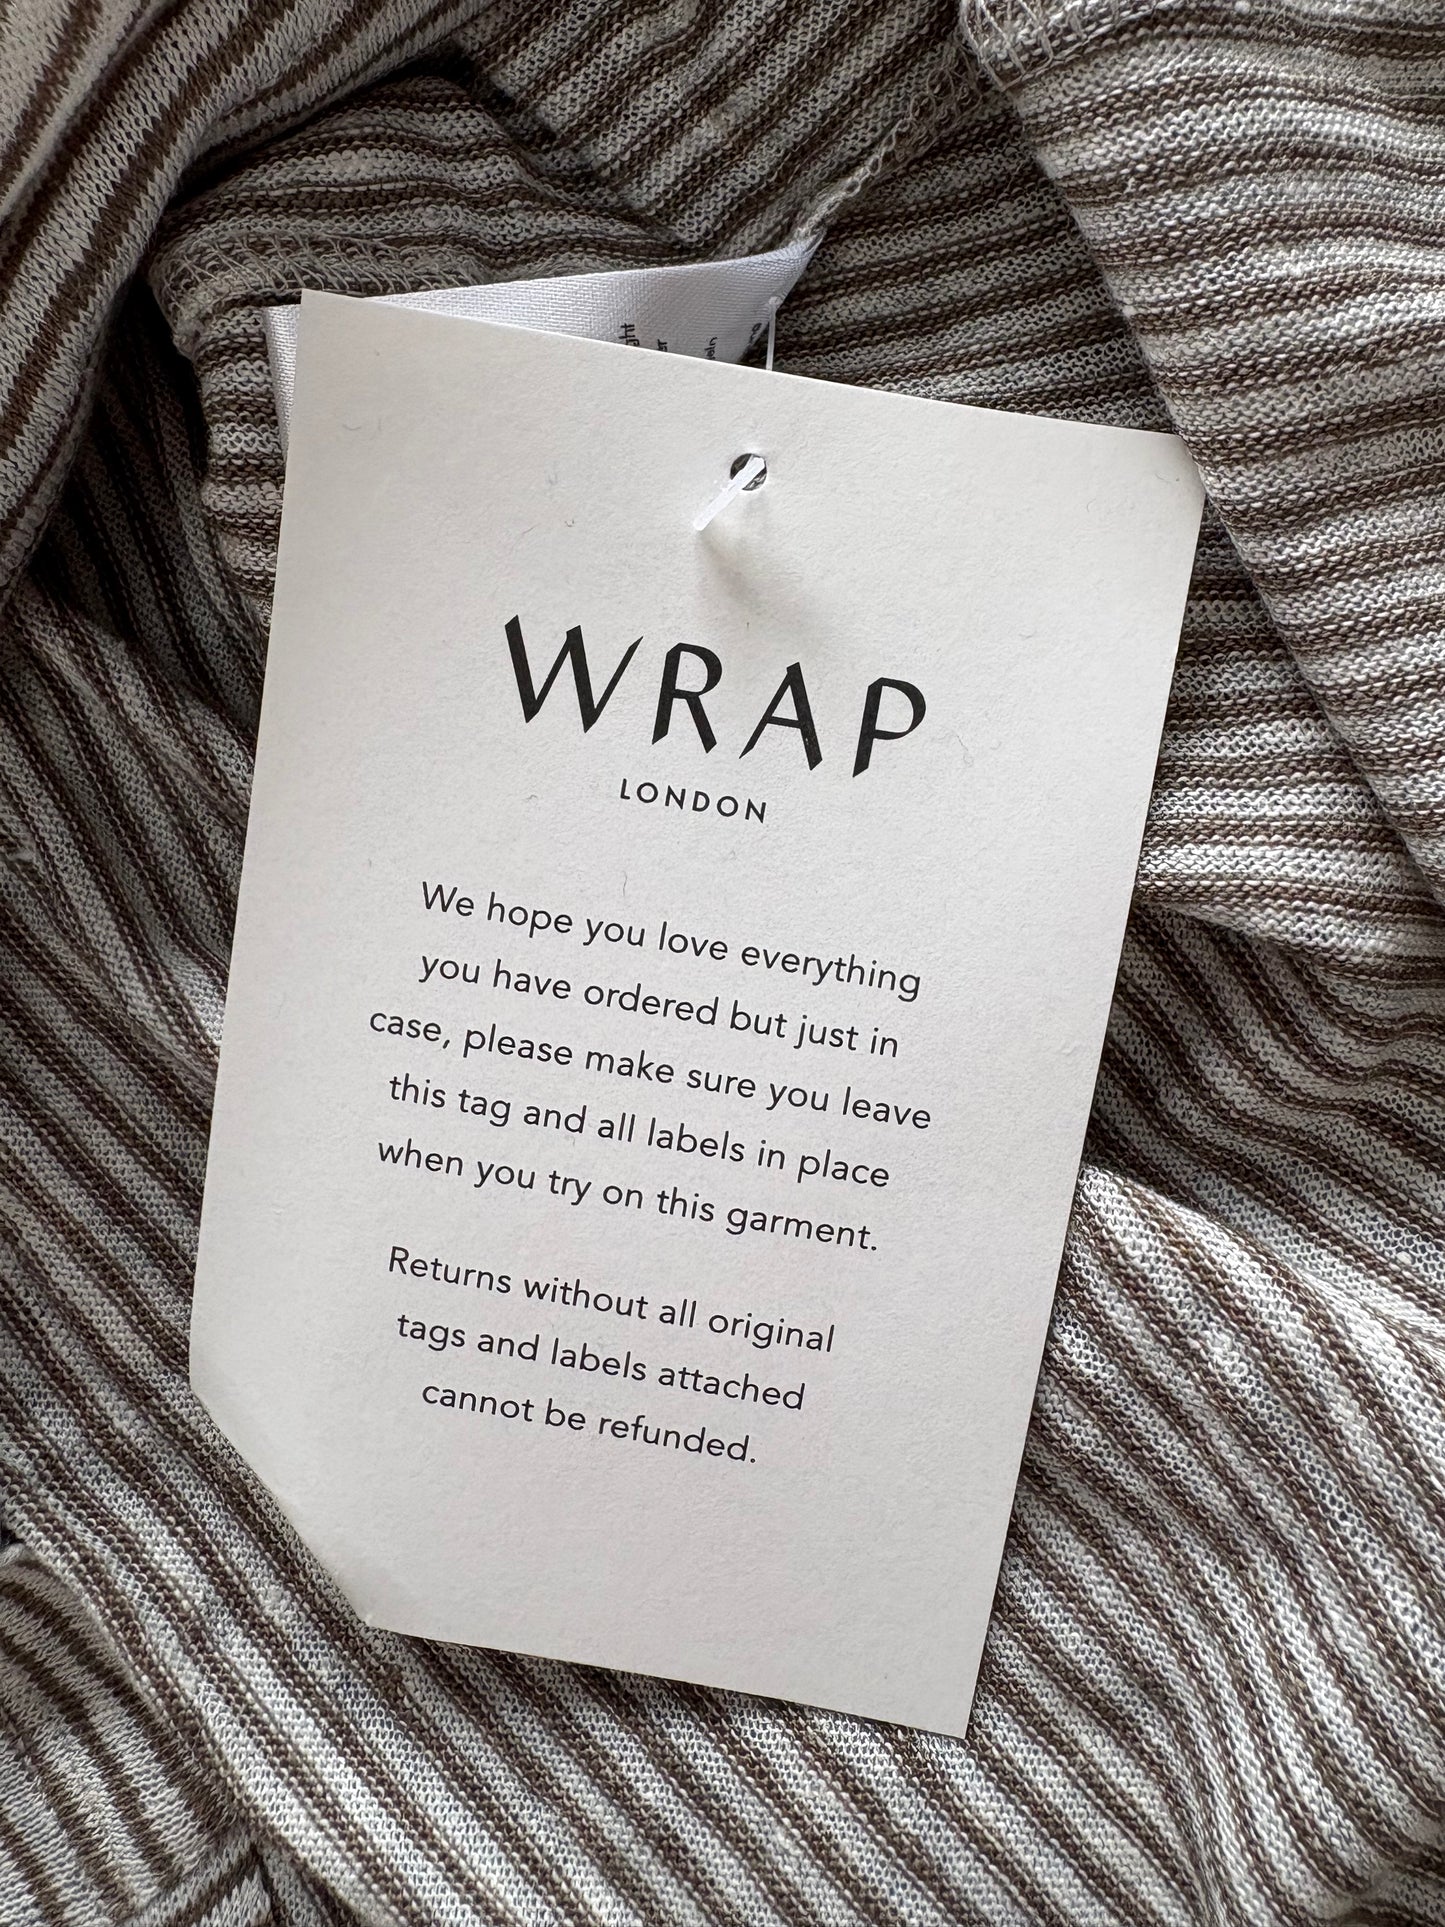 WRAP
LONDON
We hope you love everything
you have ordered but just in
case, please make sure you leave
this tag and all labels in place
when you try on this garment.
Returns without all original
tags and labels attached
cannot be refunded.